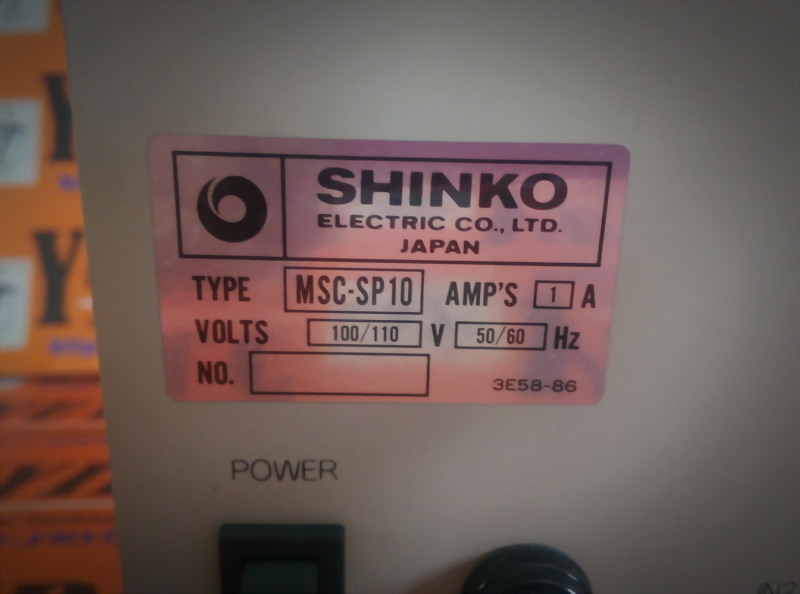 SHINKO
ELECTRIC CO., LTD.
JAPAN
TYPE MSC-SP10 AMP'S 1 A
VOLTS 100/110 V 50/60 Hz
NO.
3E58-86
POWER